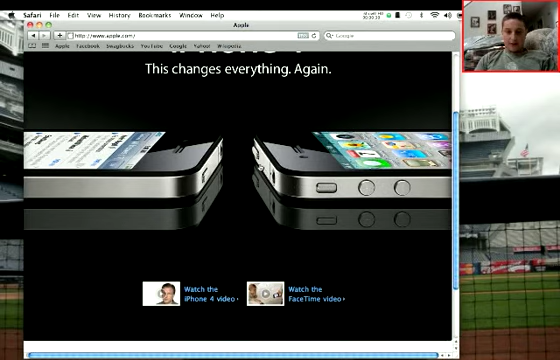 Safari File Edit View History Bookmarks Window Help
Apple
http://www.apple.com/
Google
Apple Facebook Swagbucks YouTube Google Yahoo Wikipedia
This changes everything. Again.
Watch the
iPhone 4 video
Watch the
FaceTime video